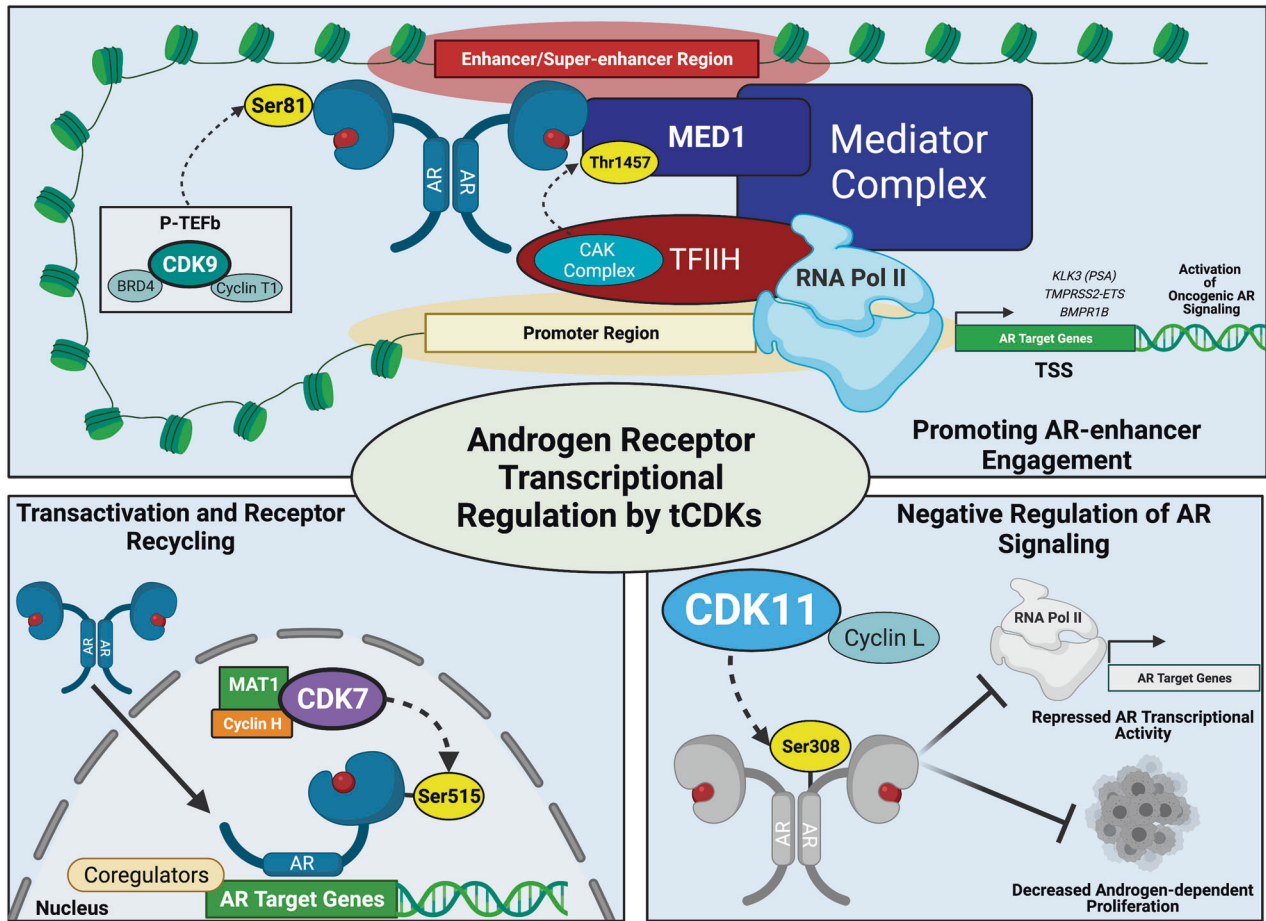 Enhancer/Super-enhancer Region
Ser81
MED1
Mediator
Complex
Thr1457
AR
AR
P-TEFb
CDK9
BRD4
Cyclin T1
CAK
Complex
TFIIH
RNA Pol II
Promoter Region
KLK3 (PSA)
TMPRSS2-ETS
BMPR1B
Activation
of
Oncogenic AR
Signaling
AR Target Genes
TSS
Promoting AR-enhancer
Engagement
Androgen Receptor
Transcriptional
Regulation by tCDKs
Transactivation and Receptor
Recycling
AR
AR
MAT1
Cyclin H
CDK7
Ser515
AR
Coregulators
AR Target Genes
Nucleus
Negative Regulation of AR
Signaling
CDK11
Cyclin L
Ser308
AR
AR
RNA Pol II
AR Target Genes
Repressed AR Transcriptional
Activity
Decreased Androgen-dependent
Proliferation